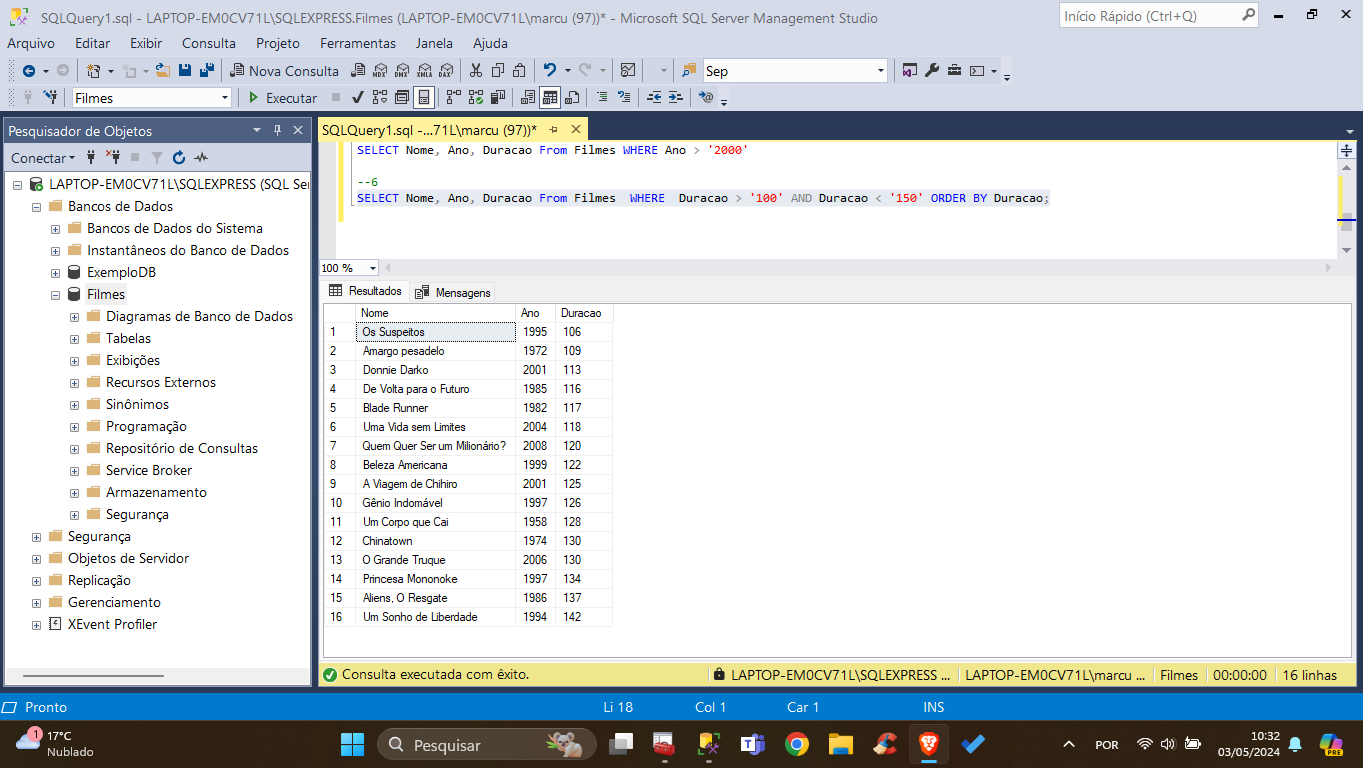 SQLQuery1.sql - LAPTOP-EM0CV71L\SQLEXPRESS.Filmes (LAPTOP-EM0CV71L\marcu (97))* - Microsoft SQL Server Management Studio
Início Rápido (Ctrl+Q)
Arquivo Editar Exibir Consulta Projeto Ferramentas Janela Ajuda
Nova Consulta MDX DMX XMLA DAX Sep
Filmes Executar
Pesquisador de Objetos
SQLQuery1.sql -...71L\marcu (97))*
Conectar
LAPTOP-EM0CV71L\SQLEXPRESS (SQL Ser
Bancos de Dados
Bancos de Dados do Sistema
Instantâneos do Banco de Dados
ExemploDB
Filmes
Diagramas de Banco de Dados
Tabelas
Exibições
Recursos Externos
Sinônimos
Programação
Repositório de Consultas
Service Broker
Armazenamento
Segurança
Segurança
Objetos de Servidor
Replicação
Gerenciamento
XEvent Profiler
SELECT Nome, Ano, Duracao From Filmes WHERE Ano > '2000'
--6
SELECT Nome, Ano, Duracao From Filmes  WHERE  Duracao > '100' AND Duracao < '150' ORDER BY Duracao;
100 %
Resultados Mensagens
Nome Ano Duracao
1 Os Suspeitos 1995 106
2 Amargo pesadelo 1972 109
3 Donnie Darko 2001 113
4 De Volta para o Futuro 1985 116
5 Blade Runner 1982 117
6 Uma Vida sem Limites 2004 118
7 Quem Quer Ser um Milionário? 2008 120
8 Beleza Americana 1999 122
9 A Viagem de Chihiro 2001 125
10 Gênio Indomável 1997 126
11 Um Corpo que Cai 1958 128
12 Chinatown 1974 130
13 O Grande Truque 2006 130
14 Princesa Mononoke 1997 134
15 Aliens, O Resgate 1986 137
16 Um Sonho de Liberdade 1994 142
Consulta executada com êxito. LAPTOP-EM0CV71L\SQLEXPRESS ... LAPTOP-EM0CV71L\marcu ... Filmes 00:00:00 16 linhas
Pronto Li 18 Col 1 Car 1 INS
1 17°C
Nublado
Pesquisar
POR
10:32
03/05/2024
PRE